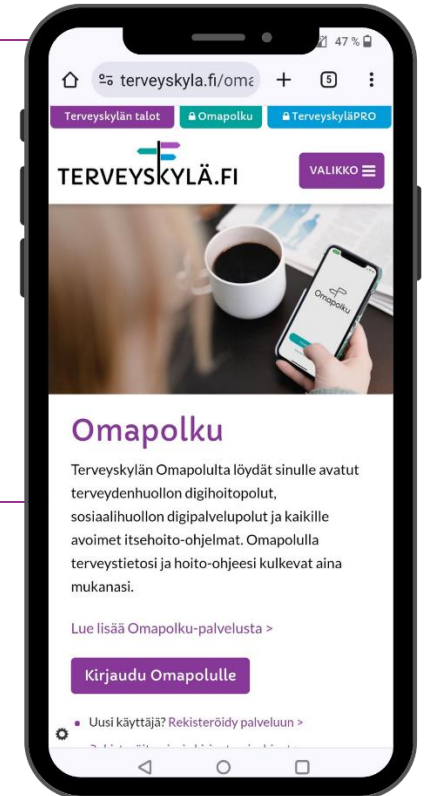 47 %
terveyskyla.fi/oma
5
Terveyskylän talot
Omapolku
TerveyskyläPRO
TERVEYSKYLÄ.FI
VALIKKO
Omapolku
Omapolku
Terveyskylän Omapolulta löydät sinulle avatut
terveydenhuollon digihoitopolut,
sosiaalihuollon digipalvelupolut ja kaikille
avoimet itsehoito-ohjelmat. Omapolulla
terveystietosi ja hoito-ohjeesi kulkevat aina
mukanasi.
Lue lisää Omapolku-palvelusta >
Kirjaudu Omapolulle
Uusi käyttäjä? Rekisteröidy palveluun >